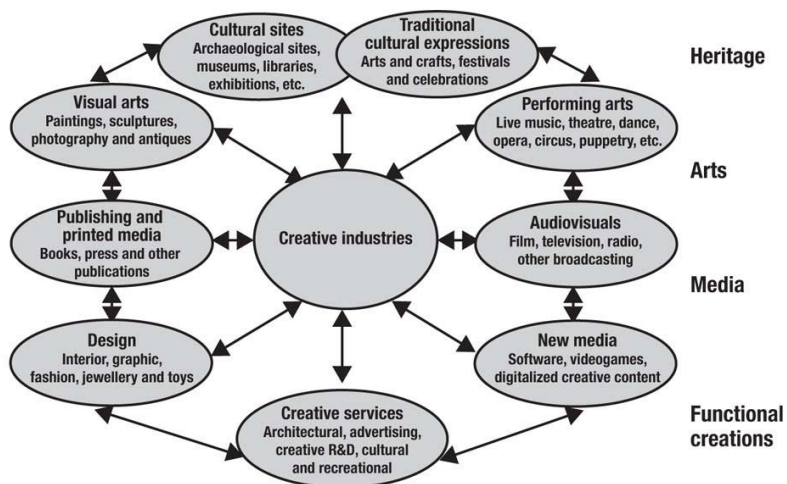 Cultural sites
Archaeological sites,
museums, libraries,
exhibitions, etc.
Traditional
cultural expressions
Arts and crafts, festivals
and celebrations
Heritage
Visual arts
Paintings, sculptures,
photography and antiques
Performing arts
Live music, theatre, dance,
opera, circus, puppetry, etc.
Arts
Publishing and
printed media
Books, press and other
publications
Creative industries
Audiovisuals
Film, television, radio,
other broadcasting
Media
Design
Interior, graphic,
fashion, jewellery and toys
New media
Software, videogames,
digitalized creative content
Creative services
Architectural, advertising,
creative R&D, cultural
and recreational
Functional
creations